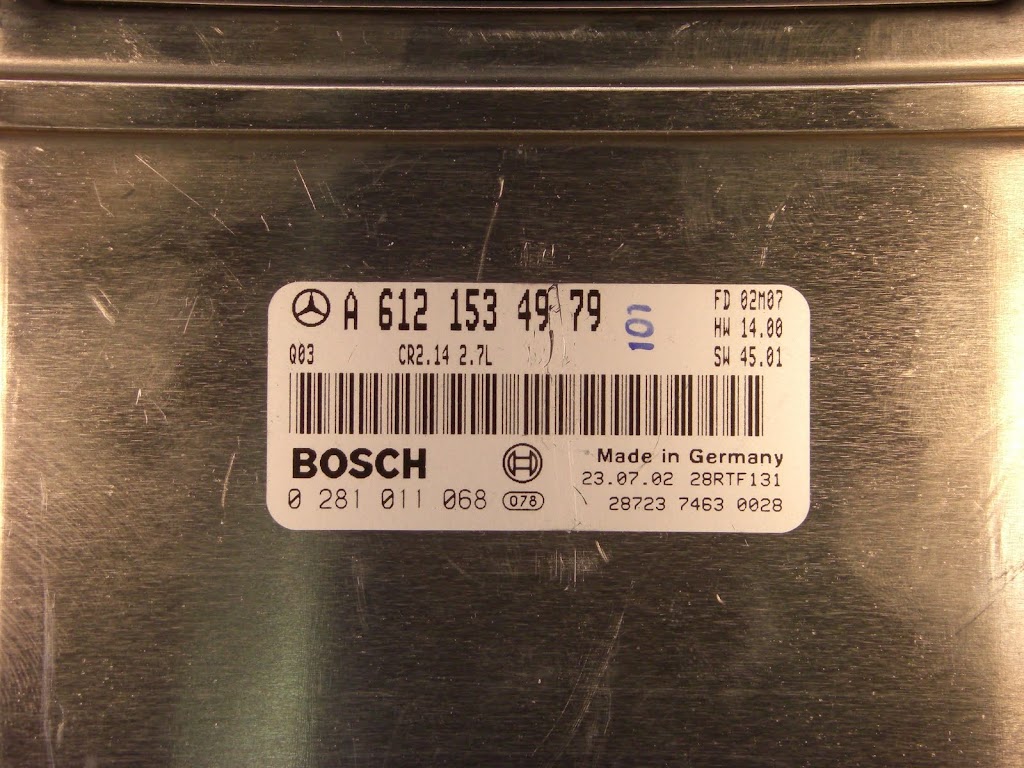 A 612 153 49 79
101
FD 02M07
HW 14.00
Q03 CR2.14 2.7L
SW 45.01
BOSCH
Made in Germany
23.07.02 28RTF131
0 281 011 068 078
28723 7463 0028